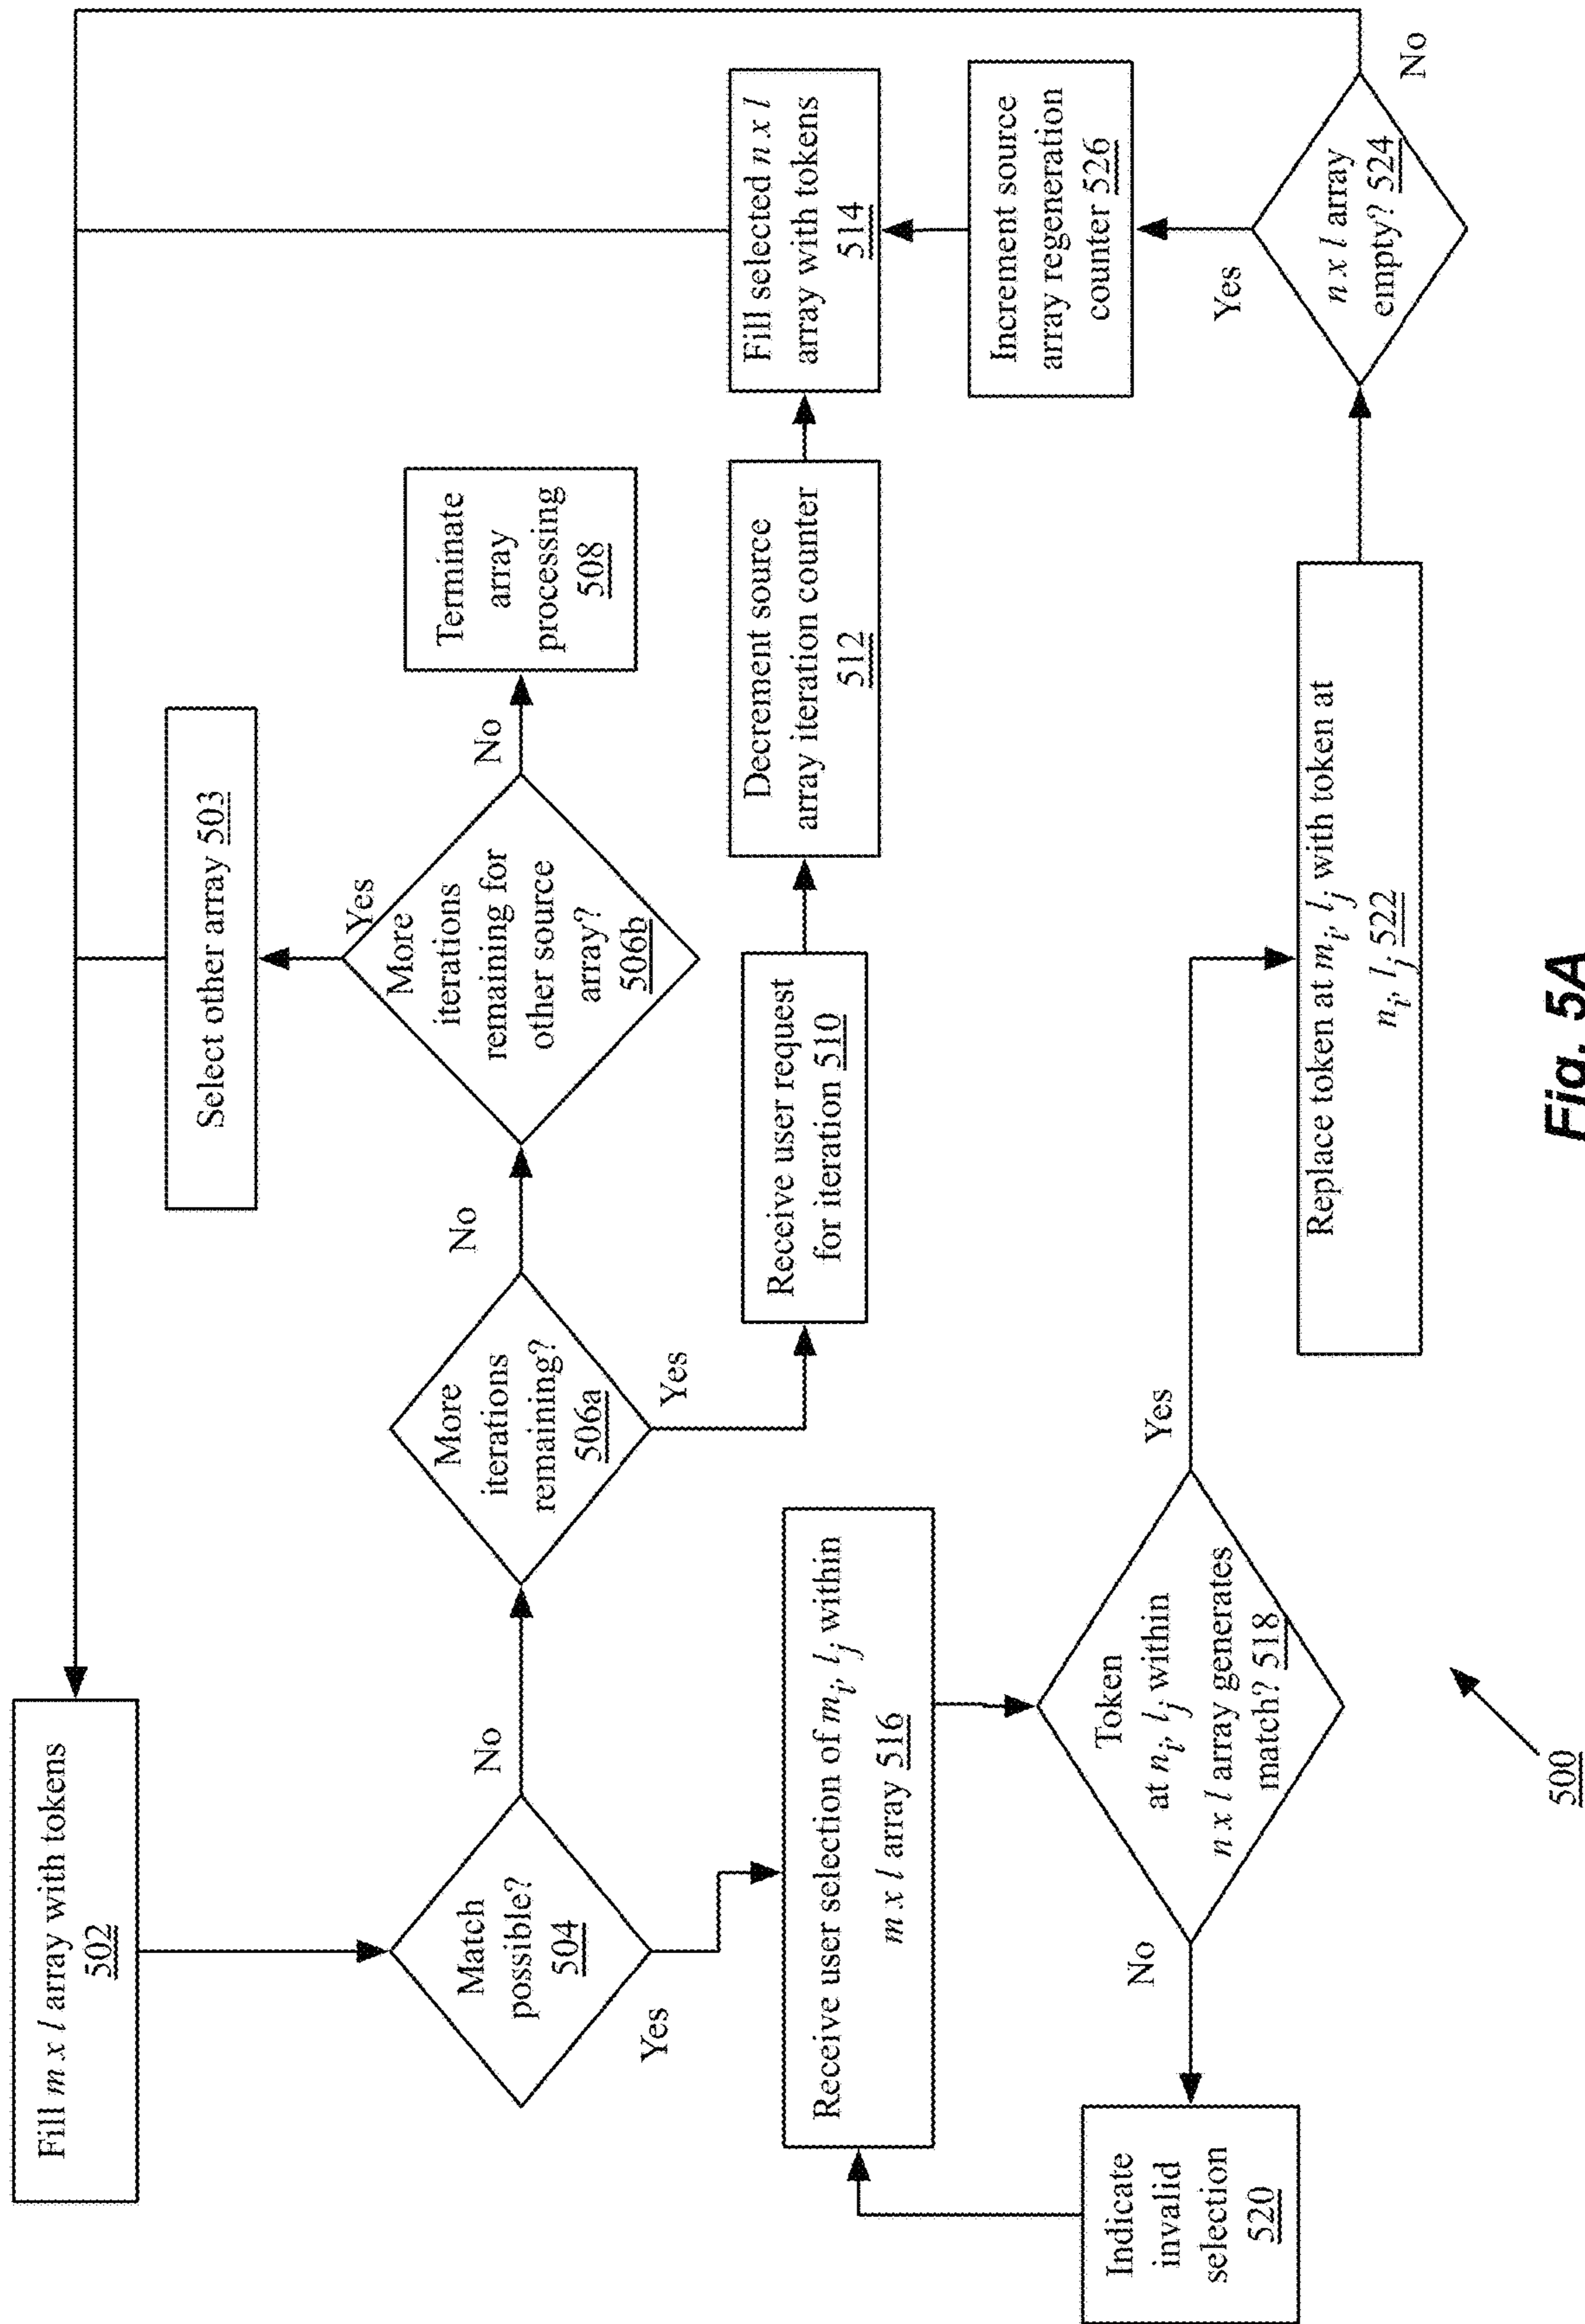 Fill m x l array with tokens
502
Match
possible?
504
No
Yes
More
iterations
remaining?
506a
No
Yes
More
iterations
remaining for
other source
array?
506b
Yes
No
Select other array 503
Terminate
array
processing
508
Receive user request
for iteration 510
Decrement source
array iteration counter
512
Fill selected n x l
array with tokens
514
Receive user selection of mi, lj within
m x l array 516
Token
at ni, lj within
n x l array generates
match? 518
No
Yes
Indicate
invalid
selection
520
Replace token at mi, lj with token at
ni, lj 522
n x l array
empty? 524
Yes
No
Increment source
array regeneration
counter 526
500
Fig. 5A